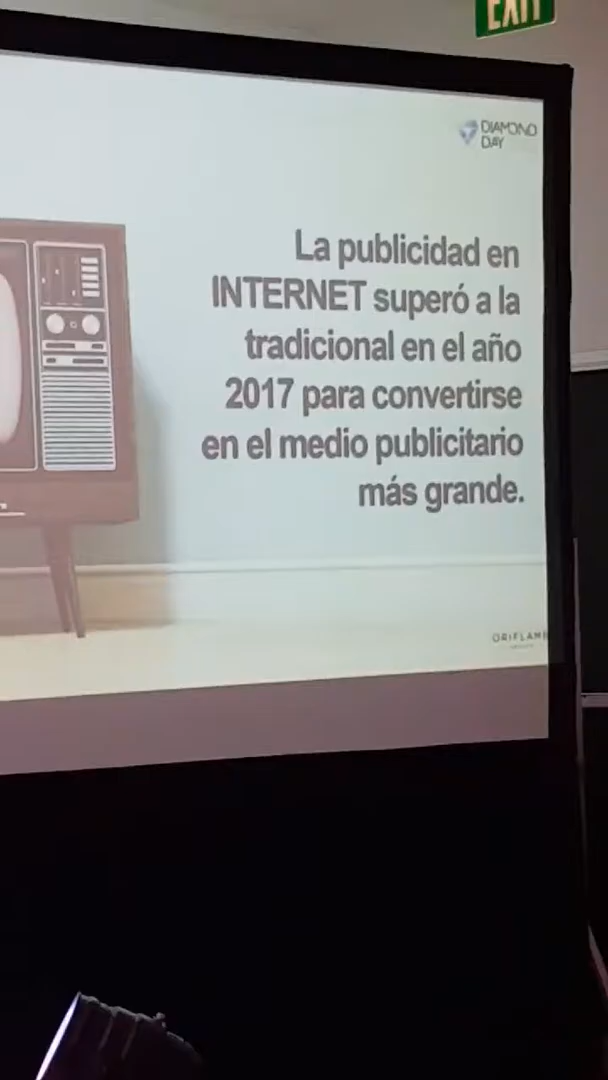 EXIT
DIAMOND
DAY
La publicidad en
INTERNET superó a la
tradicional en el año
2017 para convertirse
en el medio publicitario
más grande.
ORIFLAME